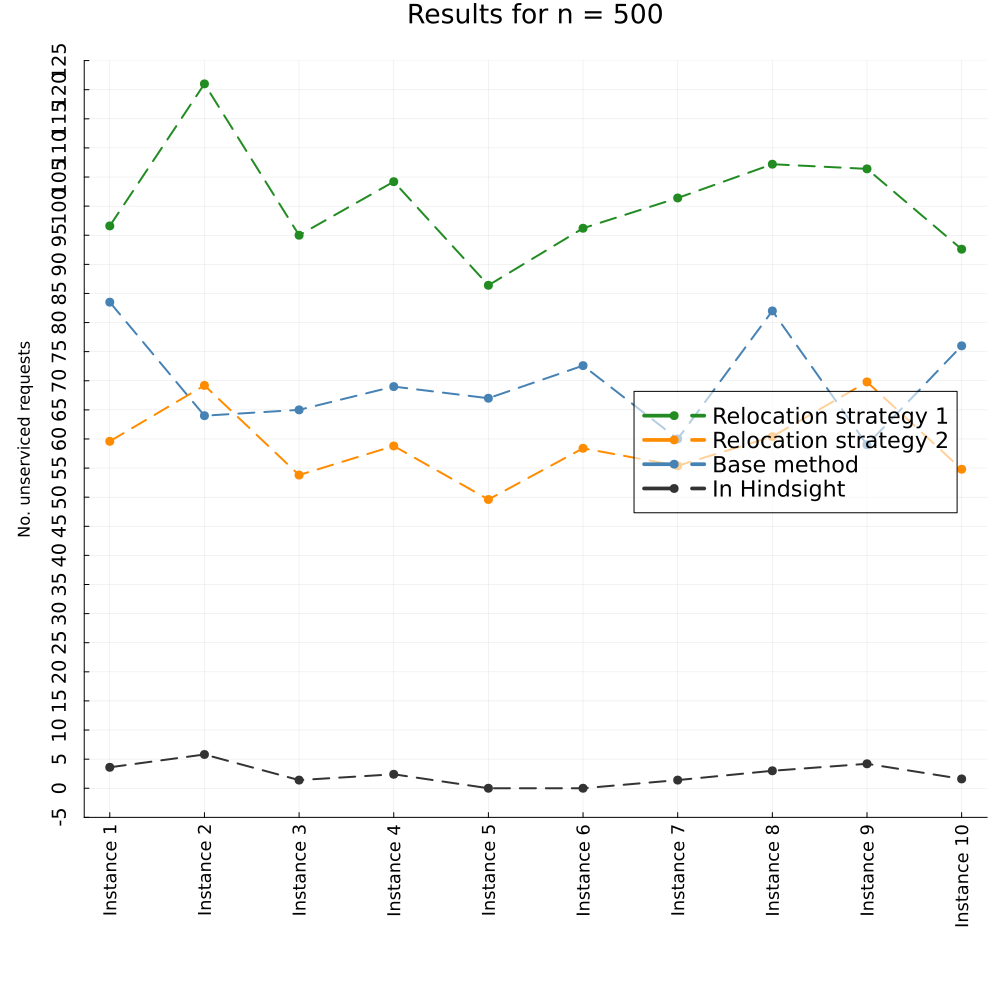 Results for n = 500
No. unserviced requests
125
120
115
110
105
100
95
90
85
80
75
70
65
60
55
50
45
40
35
30
25
20
15
10
5
0
-5
Relocation strategy 1
Relocation strategy 2
Base method
In Hindsight
Instance 1
Instance 2
Instance 3
Instance 4
Instance 5
Instance 6
Instance 7
Instance 8
Instance 9
Instance 10